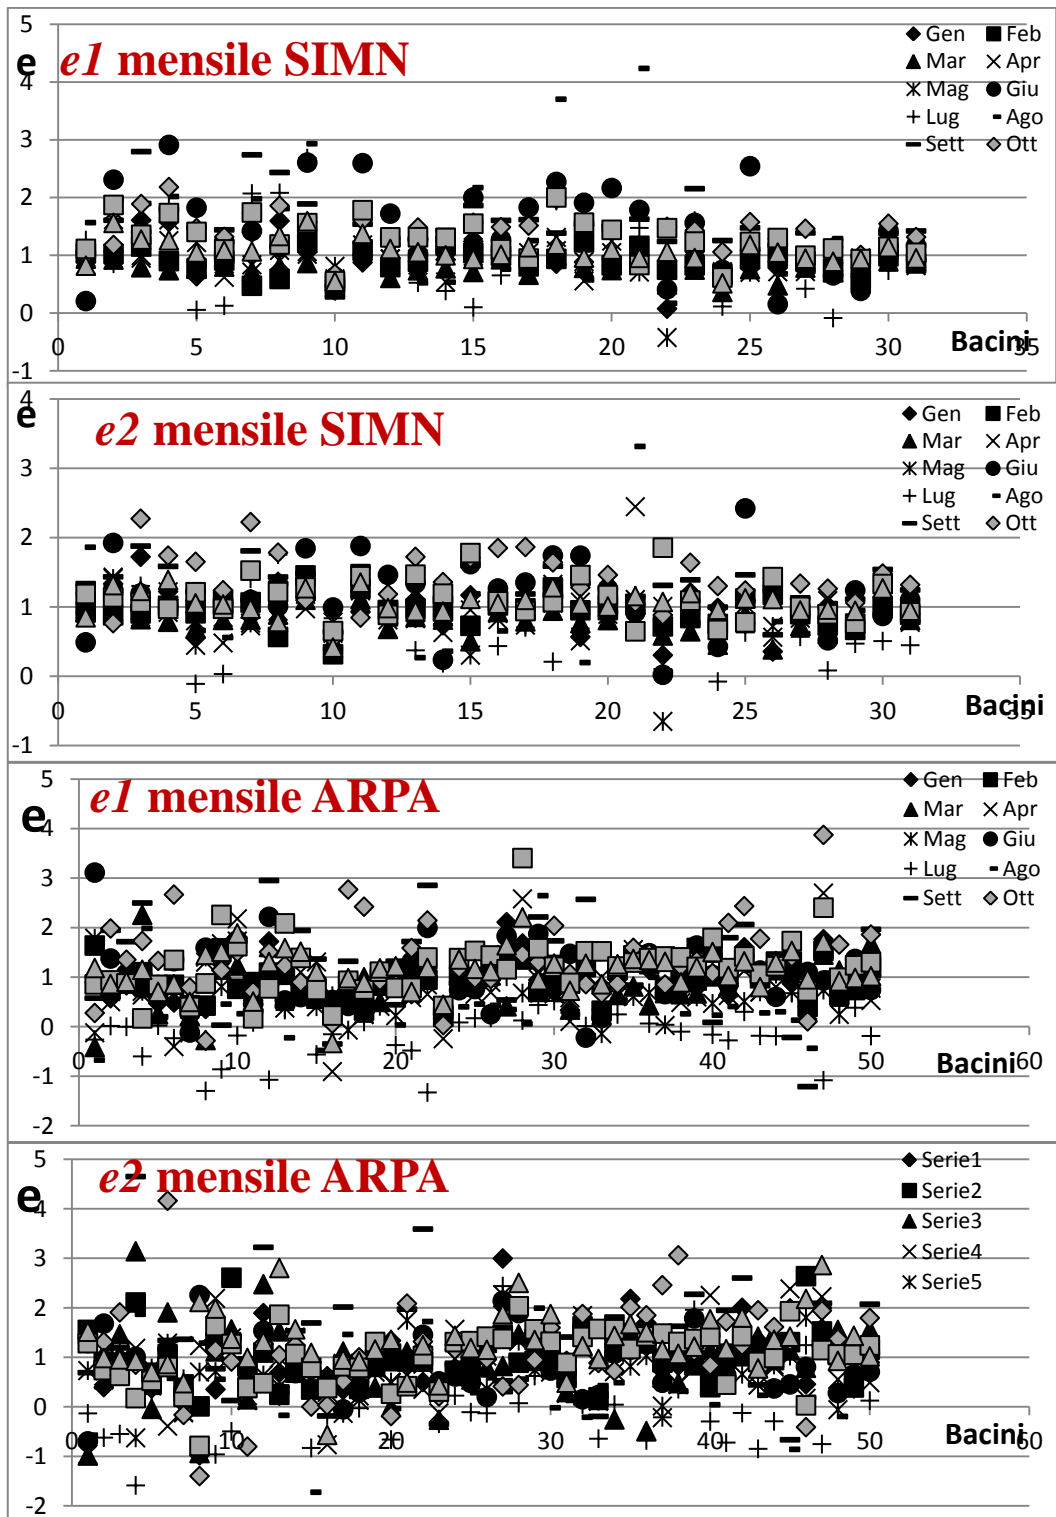 5
e
e1 mensile SIMN
Gen
Feb
Mar
Apr
Mag
Giu
Lug
Ago
Sett
Ott
4
3
2
1
0
-1
0
5
10
15
20
25
30
35
Bacini
4
e
e2 mensile SIMN
Gen
Feb
Mar
Apr
Mag
Giu
Lug
Ago
Sett
Ott
3
2
1
0
-1
0
5
10
15
20
25
30
35
Bacini
5
e
e1 mensile ARPA
Gen
Feb
Mar
Apr
Mag
Giu
Lug
Ago
Sett
Ott
4
3
2
1
0
-1
-2
0
10
20
30
40
50
60
Bacini
5
e
e2 mensile ARPA
Serie1
Serie2
Serie3
Serie4
Serie5
4
3
2
1
0
-1
-2
0
10
20
30
40
50
60
Bacini